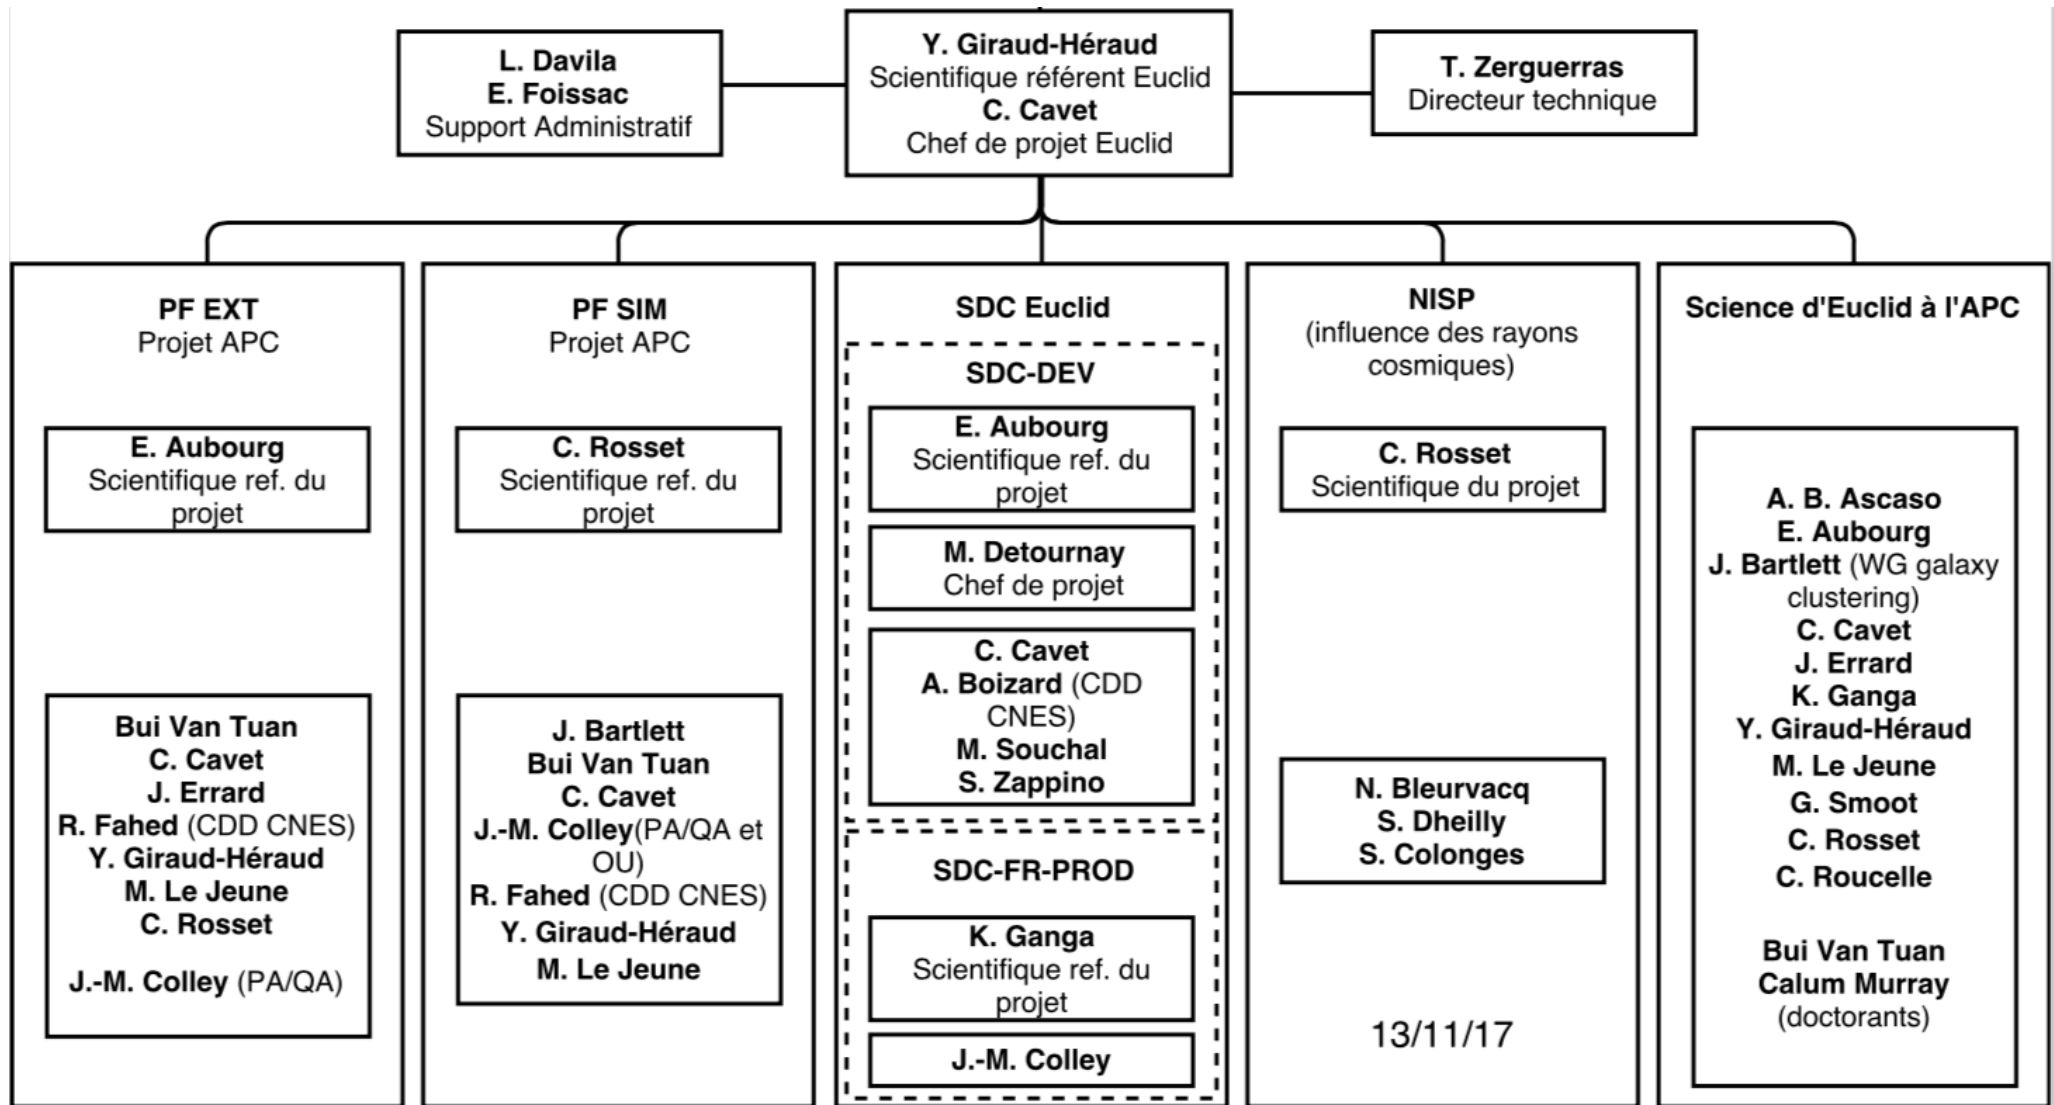 L. Davila
E. Foissac
Support Administratif
Y. Giraud-Héraud
Scientifique référent Euclid
C. Cavet
Chef de projet Euclid
T. Zerguerras
Directeur technique
PF EXT
Projet APC
E. Aubourg
Scientifique ref. du
projet
Bui Van Tuan
C. Cavet
J. Errard
R. Fahed (CDD CNES)
Y. Giraud-Héraud
M. Le Jeune
C. Rosset
J.-M. Colley (PA/QA)
PF SIM
Projet APC
C. Rosset
Scientifique ref. du
projet
J. Bartlett
Bui Van Tuan
C. Cavet
J.-M. Colley(PA/QA et
OU)
R. Fahed (CDD CNES)
Y. Giraud-Héraud
M. Le Jeune
SDC Euclid
SDC-DEV
E. Aubourg
Scientifique ref. du
projet
M. Detournay
Chef de projet
C. Cavet
A. Boizard (CDD
CNES)
M. Souchal
S. Zappino
SDC-FR-PROD
K. Ganga
Scientifique ref. du
projet
J.-M. Colley
NISP
(influence des rayons
cosmiques)
C. Rosset
Scientifique du projet
N. Bleurvacq
S. Dheilly
S. Colonges
13/11/17
Science d'Euclid à l'APC
A. B. Ascaso
E. Aubourg
J. Bartlett (WG galaxy
clustering)
C. Cavet
J. Errard
K. Ganga
Y. Giraud-Héraud
M. Le Jeune
G. Smoot
C. Rosset
C. Roucelle
Bui Van Tuan
Calum Murray
(doctorants)